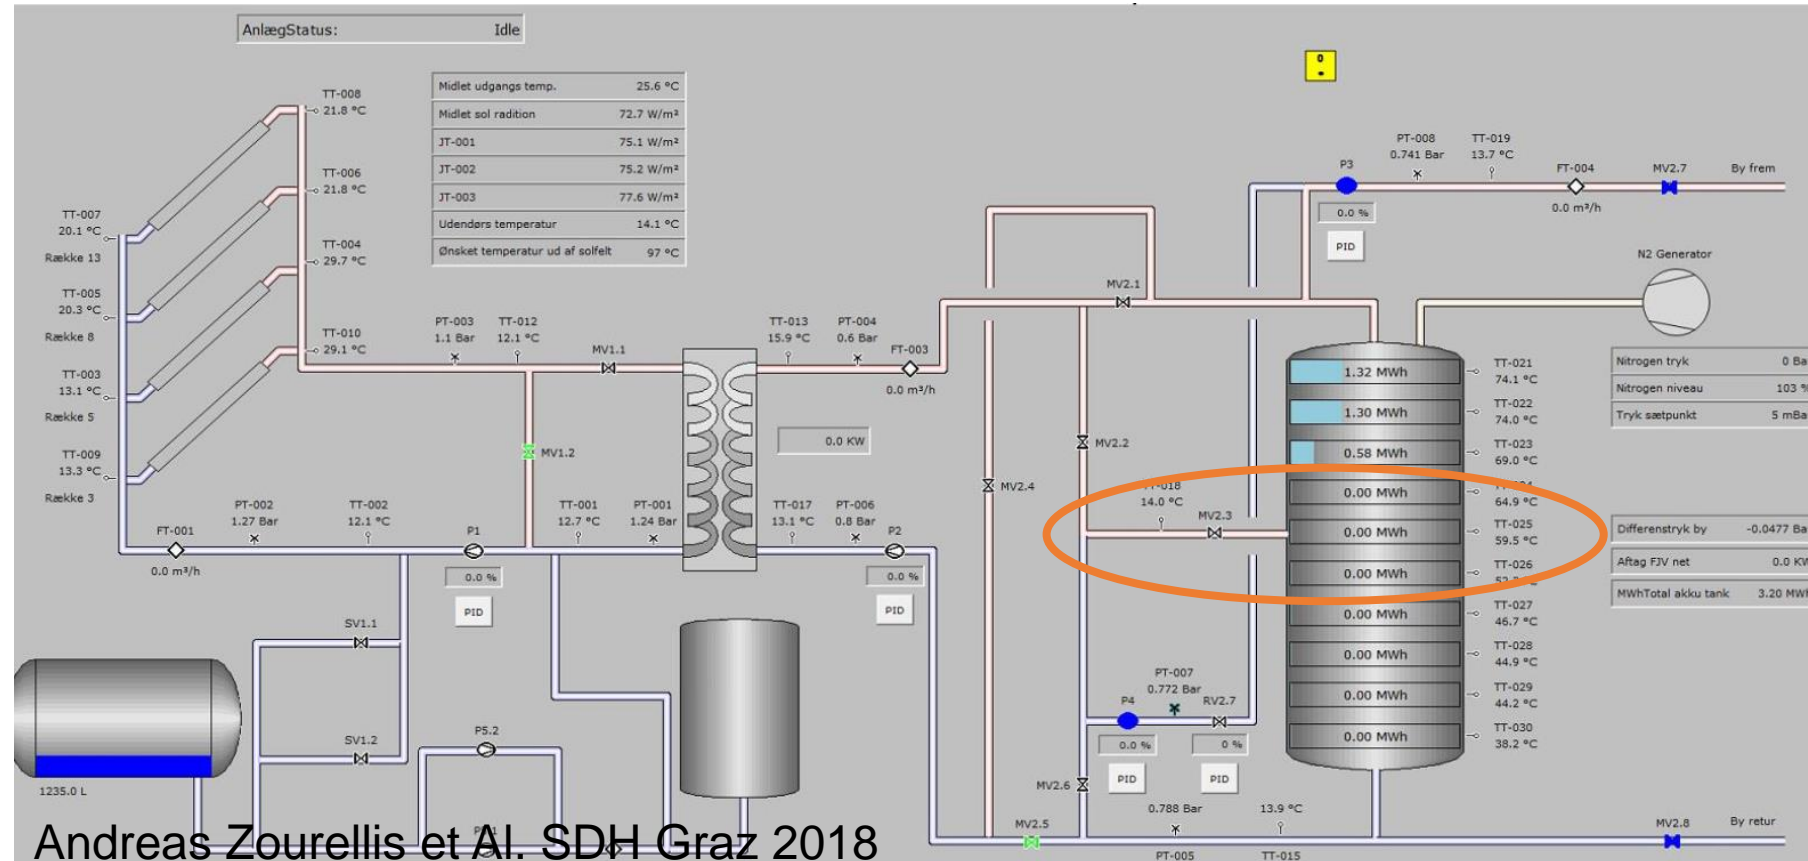 AnlægStatus: Idle
Midlet udgangs temp. 25.6 °C
Midlet sol radition 72.7 W/m²
JT-001 75.1 W/m²
JT-002 75.2 W/m²
JT-003 77.6 W/m²
Udendørs temperatur 14.1 °C
Ønsket temperatur ud af solfelt 97 °C
TT-008
21.8 °C
TT-006
21.8 °C
TT-004
29.7 °C
TT-010
29.1 °C
TT-007
20.1 °C
Række 13
TT-005
20.3 °C
Række 8
TT-003
13.1 °C
Række 5
TT-009
13.3 °C
Række 3
FT-001
0.0 m³/h
PT-002
1.27 Bar
TT-002
12.1 °C
P1
0.0 %
PID
PT-003
1.1 Bar
TT-012
12.1 °C
MV1.1
MV1.2
TT-001
12.7 °C
PT-001
1.24 Bar
TT-013
15.9 °C
PT-004
0.6 Bar
FT-003
0.0 m³/h
0.0 KW
TT-017
13.1 °C
PT-006
0.8 Bar
P2
0.0 %
PID
SV1.1
SV1.2
P5.2
1235.0 L
MV2.1
MV2.2
MV2.4
14.0 °C
MV2.3
PT-007
0.772 Bar
P4
RV2.7
0.0 %
0 %
PID
PID
MV2.6
MV2.5
0.788 Bar
PT-005
13.9 °C
TT-015
0
P3
0.0 %
PID
PT-008
0.741 Bar
TT-019
13.7 °C
FT-004
0.0 m³/h
MV2.7
By frem
N2 Generator
1.32 MWh
1.30 MWh
0.58 MWh
0.00 MWh
0.00 MWh
0.00 MWh
0.00 MWh
0.00 MWh
0.00 MWh
0.00 MWh
TT-021
74.1 °C
TT-022
74.0 °C
TT-023
69.0 °C
64.9 °C
TT-025
59.5 °C
TT-026
TT-027
46.7 °C
TT-028
44.9 °C
TT-029
44.2 °C
TT-030
38.2 °C
Nitrogen tryk 0 Ba
Nitrogen niveau 103 %
Tryk sætpunkt 5 mBa
Differenstryk by -0.0477 Ba
Aftag FJV net 0.0 KW
MWhTotal akku tank 3.20 MWh
MV2.8
By retur
Andreas Zourellis et Al. SDH Graz 2018